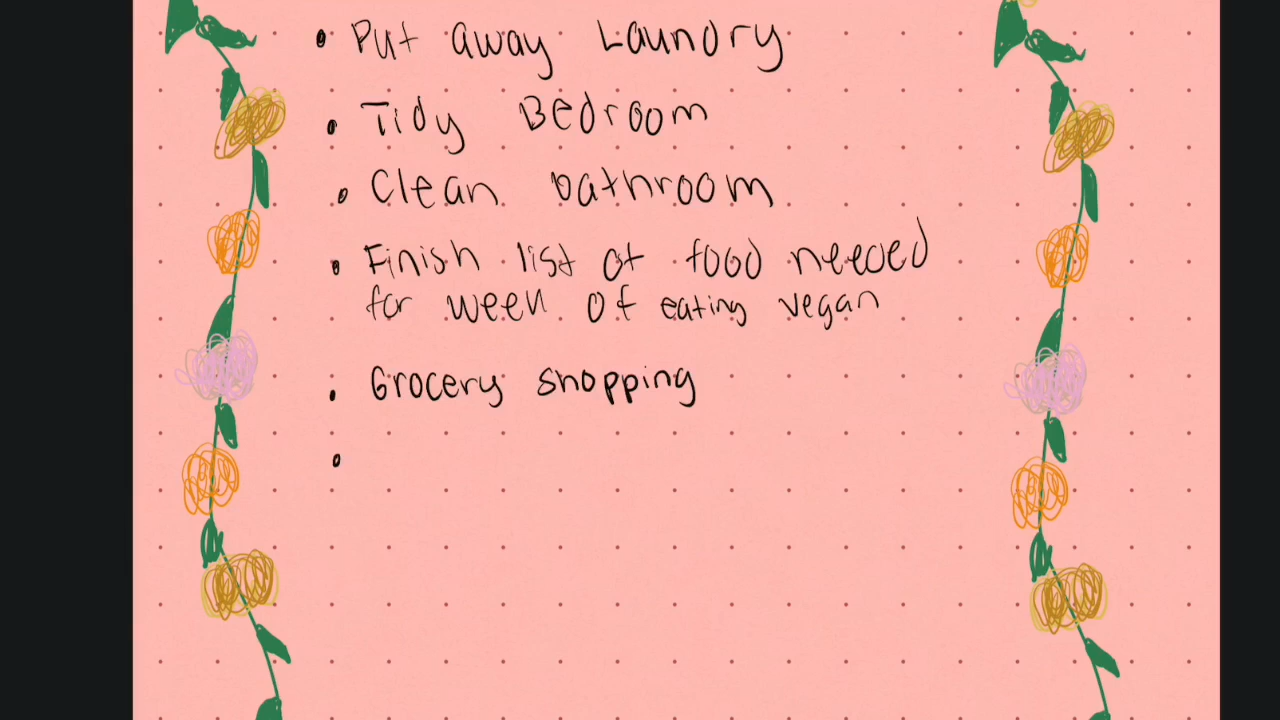 • Put away Laundry
• Tidy Bedroom
• Clean bathroom
• Finish list of food needed
for week of eating vegan
• Grocery shopping
•